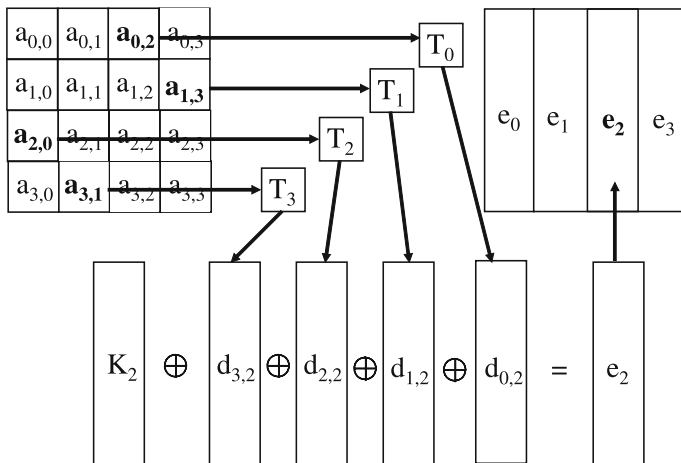 a0,0 a0,1 a0,2 a0,3 T0
a1,0 a1,1 a1,2 a1,3 T1
e0 e1 e2 e3
a2,0 a2,1 a2,2 a2,3 T2
a3,0 a3,1 a3,2 a3,3 T3
K2 ⊕ d3,2 ⊕ d2,2 ⊕ d1,2 ⊕ d0,2 = e2